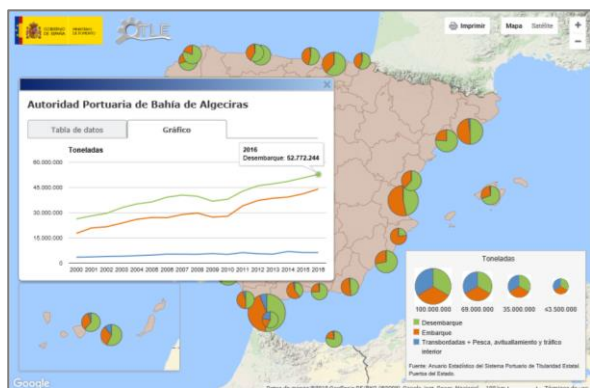 GOBIERNO
DE ESPAÑA
MINISTERIO
DE FOMENTO
OTLE
Imprimir
Mapa
Satélite
+
−
×
Autoridad Portuaria de Bahía de Algeciras
Tabla de datos
Gráfico
Toneladas
2016
Desembarque: 52.772.244
60.000.000
45.000.000
30.000.000
15.000.000
0
2000 2001 2002 2003 2004 2005 2006 2007 2008 2009 2010 2011 2012 2013 2014 2015 2016
Toneladas
100.000.000
69.000.000
35.000.000
≤3.500.000
Desembarque
Embarque
Transbordadas + Pesca, avituallamiento y tráfico
interior
Fuente: Anuario Estadístico del Sistema Portuario de Titularidad Estatal.
Puertos del Estado.
Google